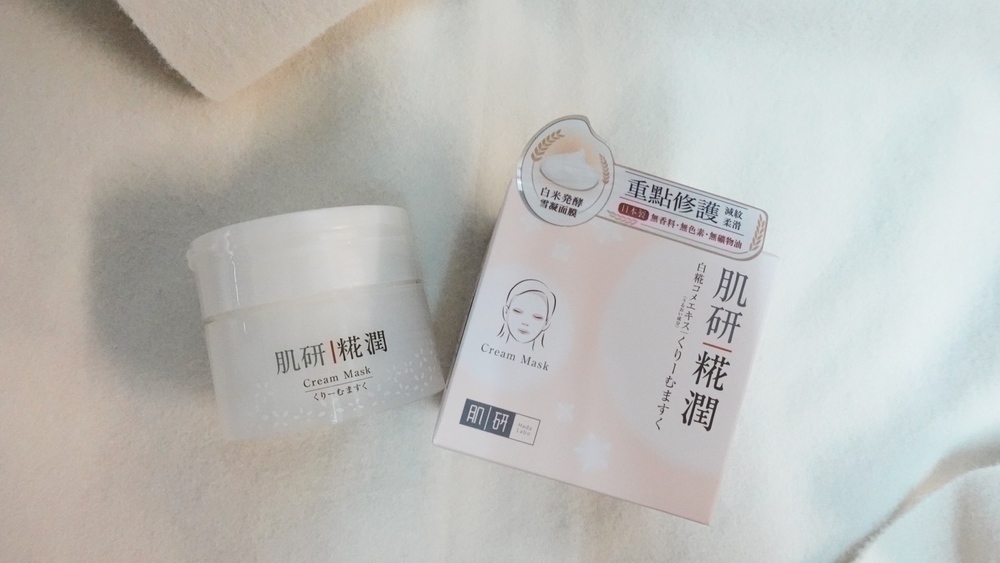 肌研|糀潤
Cream Mask
くりーむますく
白米発酵
雪凝面膜
重點修護
減紋
柔滑
日本製 無香料・無色素・無礦物油
肌研|糀潤
白糀コメエキス
くりーむますく
Cream Mask
肌研
Hada
Labo